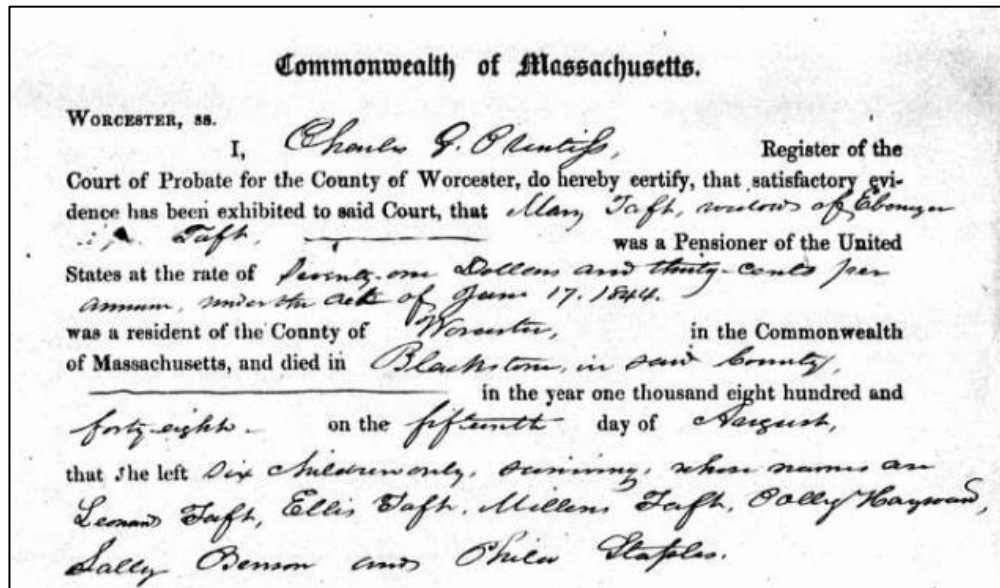 Commonwealth of Massachusetts.
WORCESTER, ss.
I, Charles G. Prentiss, Register of the
Court of Probate for the County of Worcester, do hereby certify, that satisfactory evi-
dence has been exhibited to said Court, that Mary Taft, widow of Ebenezer
Taft, was a Pensioner of the United
States at the rate of Seventy-one Dollars and thirty-cents per
annum, under the act of June 17. 1844.
was a resident of the County of Worcester, in the Commonwealth
of Massachusetts, and died in Blackstone, in said County,
in the year one thousand eight hundred and
forty-eight on the fifteenth day of August,
that she left six children only, surviving, whose names are
Leonard Taft, Ellis Taft, Millens Taft, Polly Hayward,
Sally Benson and Phila Staples.